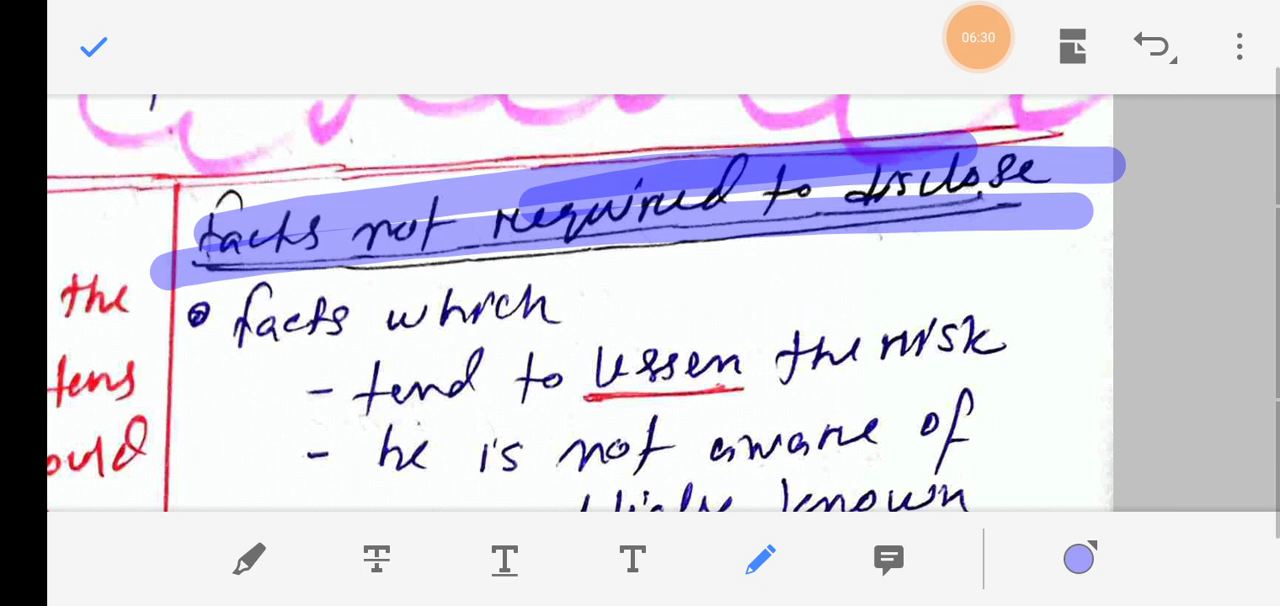 06:30
facts not required to disclose
the
facts which
tens
- tend to lessen the risk
ould
- he is not aware of
known
T T T